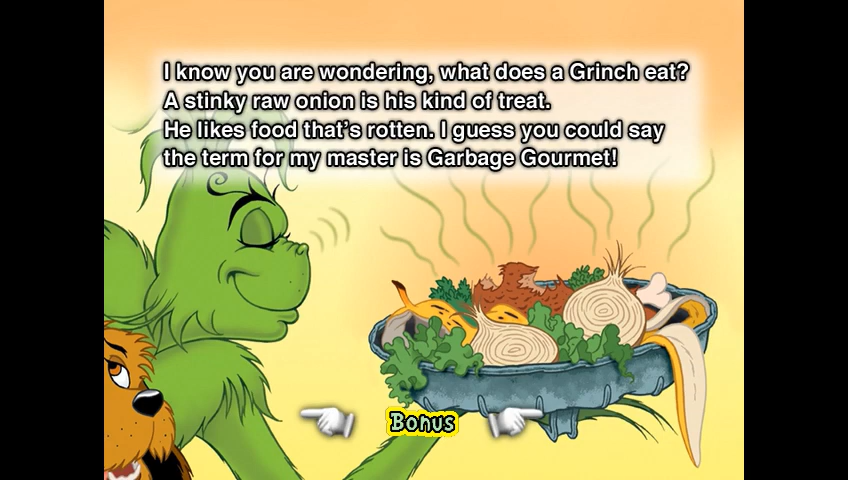 I know you are wondering, what does a Grinch eat?
A stinky raw onion is his kind of treat.
He likes food that's rotten. I guess you could say
the term for my master is Garbage Gourmet!
Bonus